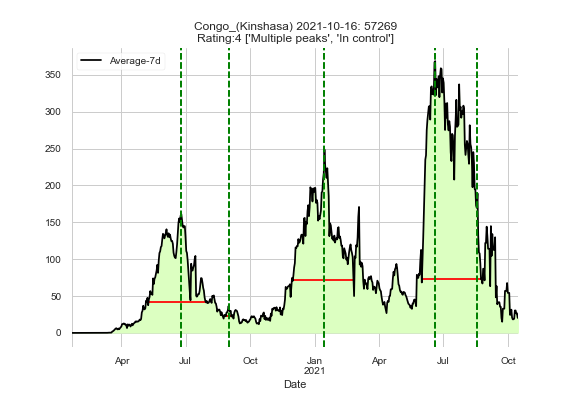 Congo_(Kinshasa) 2021-10-16: 57269
Rating:4 ['Multiple peaks', 'In control']
Average-7d
350
300
250
200
150
100
50
0
Apr
Jul
Oct
Jan
2021
Apr
Jul
Oct
Date